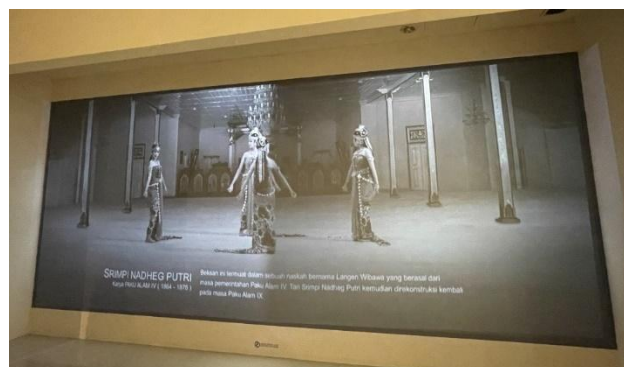 SRIMPI NADHEG PUTRI
Karya PAKU ALAM IV ( 1864 - 1878 )
Beksan ini termuat dalam sebuah naskah bernama Langen Wibawa yang berasal dari
masa pemerintahan Paku Alam IV. Tari Srimpi Nadheg Putri kemudian direkonstruksi kembali
pada masa Paku Alam IX.